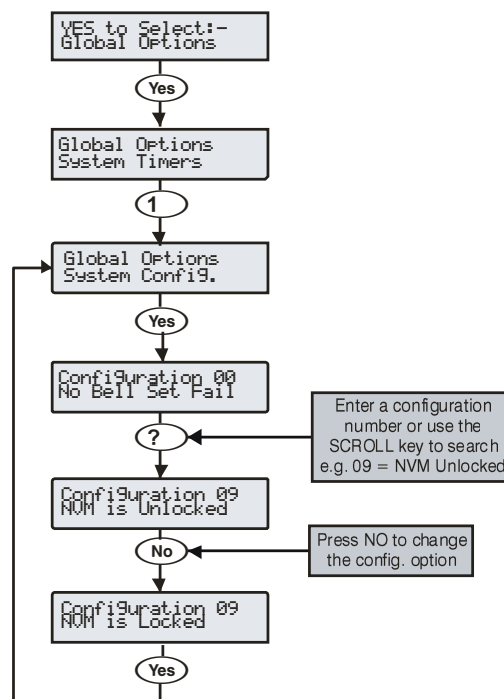 YES to Select:-
Global Options
Yes
Global Options
System Timers
1
Global Options
System Config.
Yes
Configuration 00
No Bell Set Fail
?
Enter a configuration
number or use the
SCROLL key to search
e.g. 09 = NVM Unlocked
Configuration 09
NVM is Unlocked
No
Press NO to change
the config. option
Configuration 09
NVM is Locked
Yes